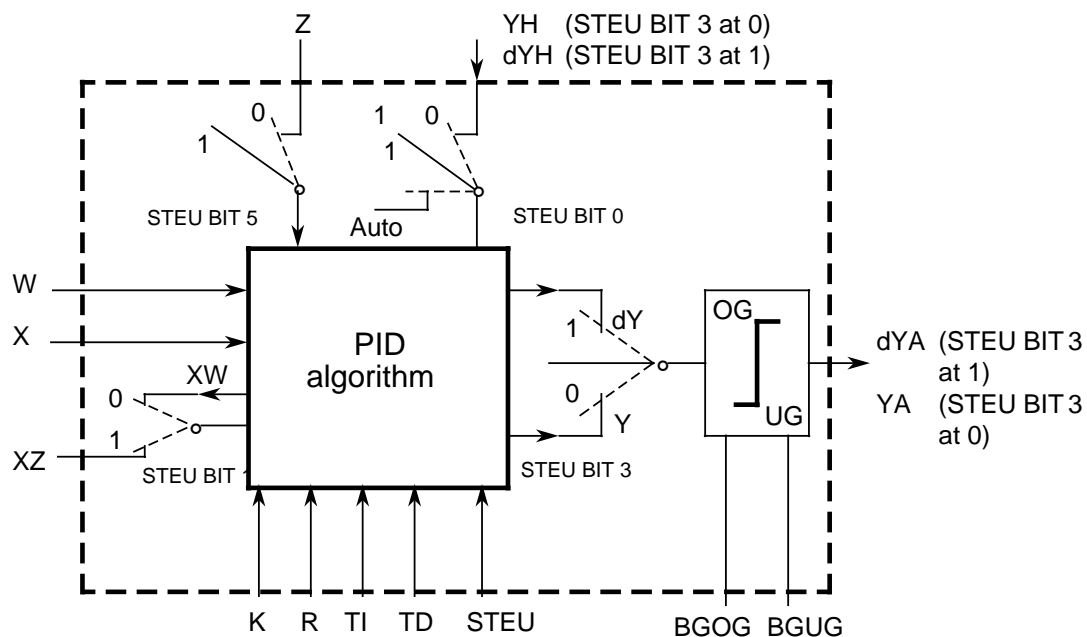 Z
YH (STEU BIT 3 at 0)
dYH (STEU BIT 3 at 1)
0
1
1
0
1
STEU BIT 5
Auto
STEU BIT 0
W
X
XW
XZ
0
1
STEU BIT
PID
algorithm
dY
1
0
Y
STEU BIT 3
OG
UG
dYA (STEU BIT 3
at 1)
YA (STEU BIT 3
at 0)
K R TI TD STEU
BGOG BGUG